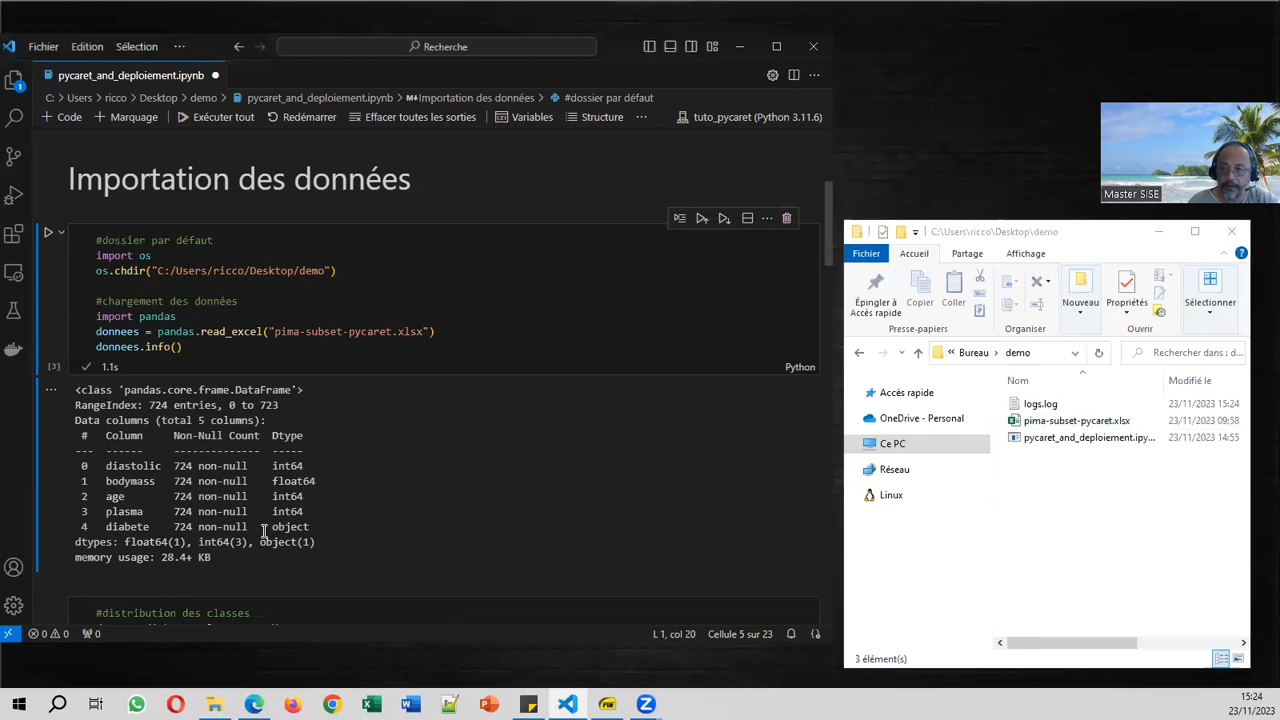 Fichier Edition Sélection ··· Recherche
pycaret_and_deploiement.ipynb
C: > Users > ricco > Desktop > demo > pycaret_and_deploiement.ipynb > M↓Importation des données > #dossier par défaut
+ Code + Marquage Exécuter tout Redémarrer Effacer toutes les sorties Variab Structure ··· tuto_pycaret (Python 3.11.6)
Importation des données
#dossier par défaut
import os
os.chdir("C:/Users/ricco/Desktop/demo")
#chargement des données
import pandas
donnees = pandas.read_excel("pima-subset-pycaret.xlsx")
donnees.info()
[3] 1.1s Python
<class 'pandas.core.frame.DataFrame'>
RangeIndex: 724 entries, 0 to 723
Data columns (total 5 columns):
# Column Non-Null Count Dtype
--- ------ -------------- -----
0 diastolic 724 non-null int64
1 bodymass 724 non-null float64
2 age 724 non-null int64
3 plasma 724 non-null int64
4 diabete 724 non-null object
dtypes: float64(1), int64(3), object(1)
memory usage: 28.4+ KB
#distribution des classes
1
0 0 0 L 1, col 20 Cellule 5 sur 23
Master SISE
C:\Users\ricco\Desktop\demo
Fichier Accueil Partage Affichage
Épingler à
Accès rapide
Copier
Coller
Nouveau
Propriétés
Sélectionner
Presse-papiers Organiser Ouvrir
« Bureau > demo Rechercher dans : d...
Nom Modifié le
Accès rapide
OneDrive - Personal
Ce PC
Réseau
Linux
logs.log 23/11/2023 15:24
pima-subset-pycaret.xlsx 23/11/2023 09:58
pycaret_and_deploiement.ipy... 23/11/2023 14:55
3 élément(s)
15:24
23/11/2023